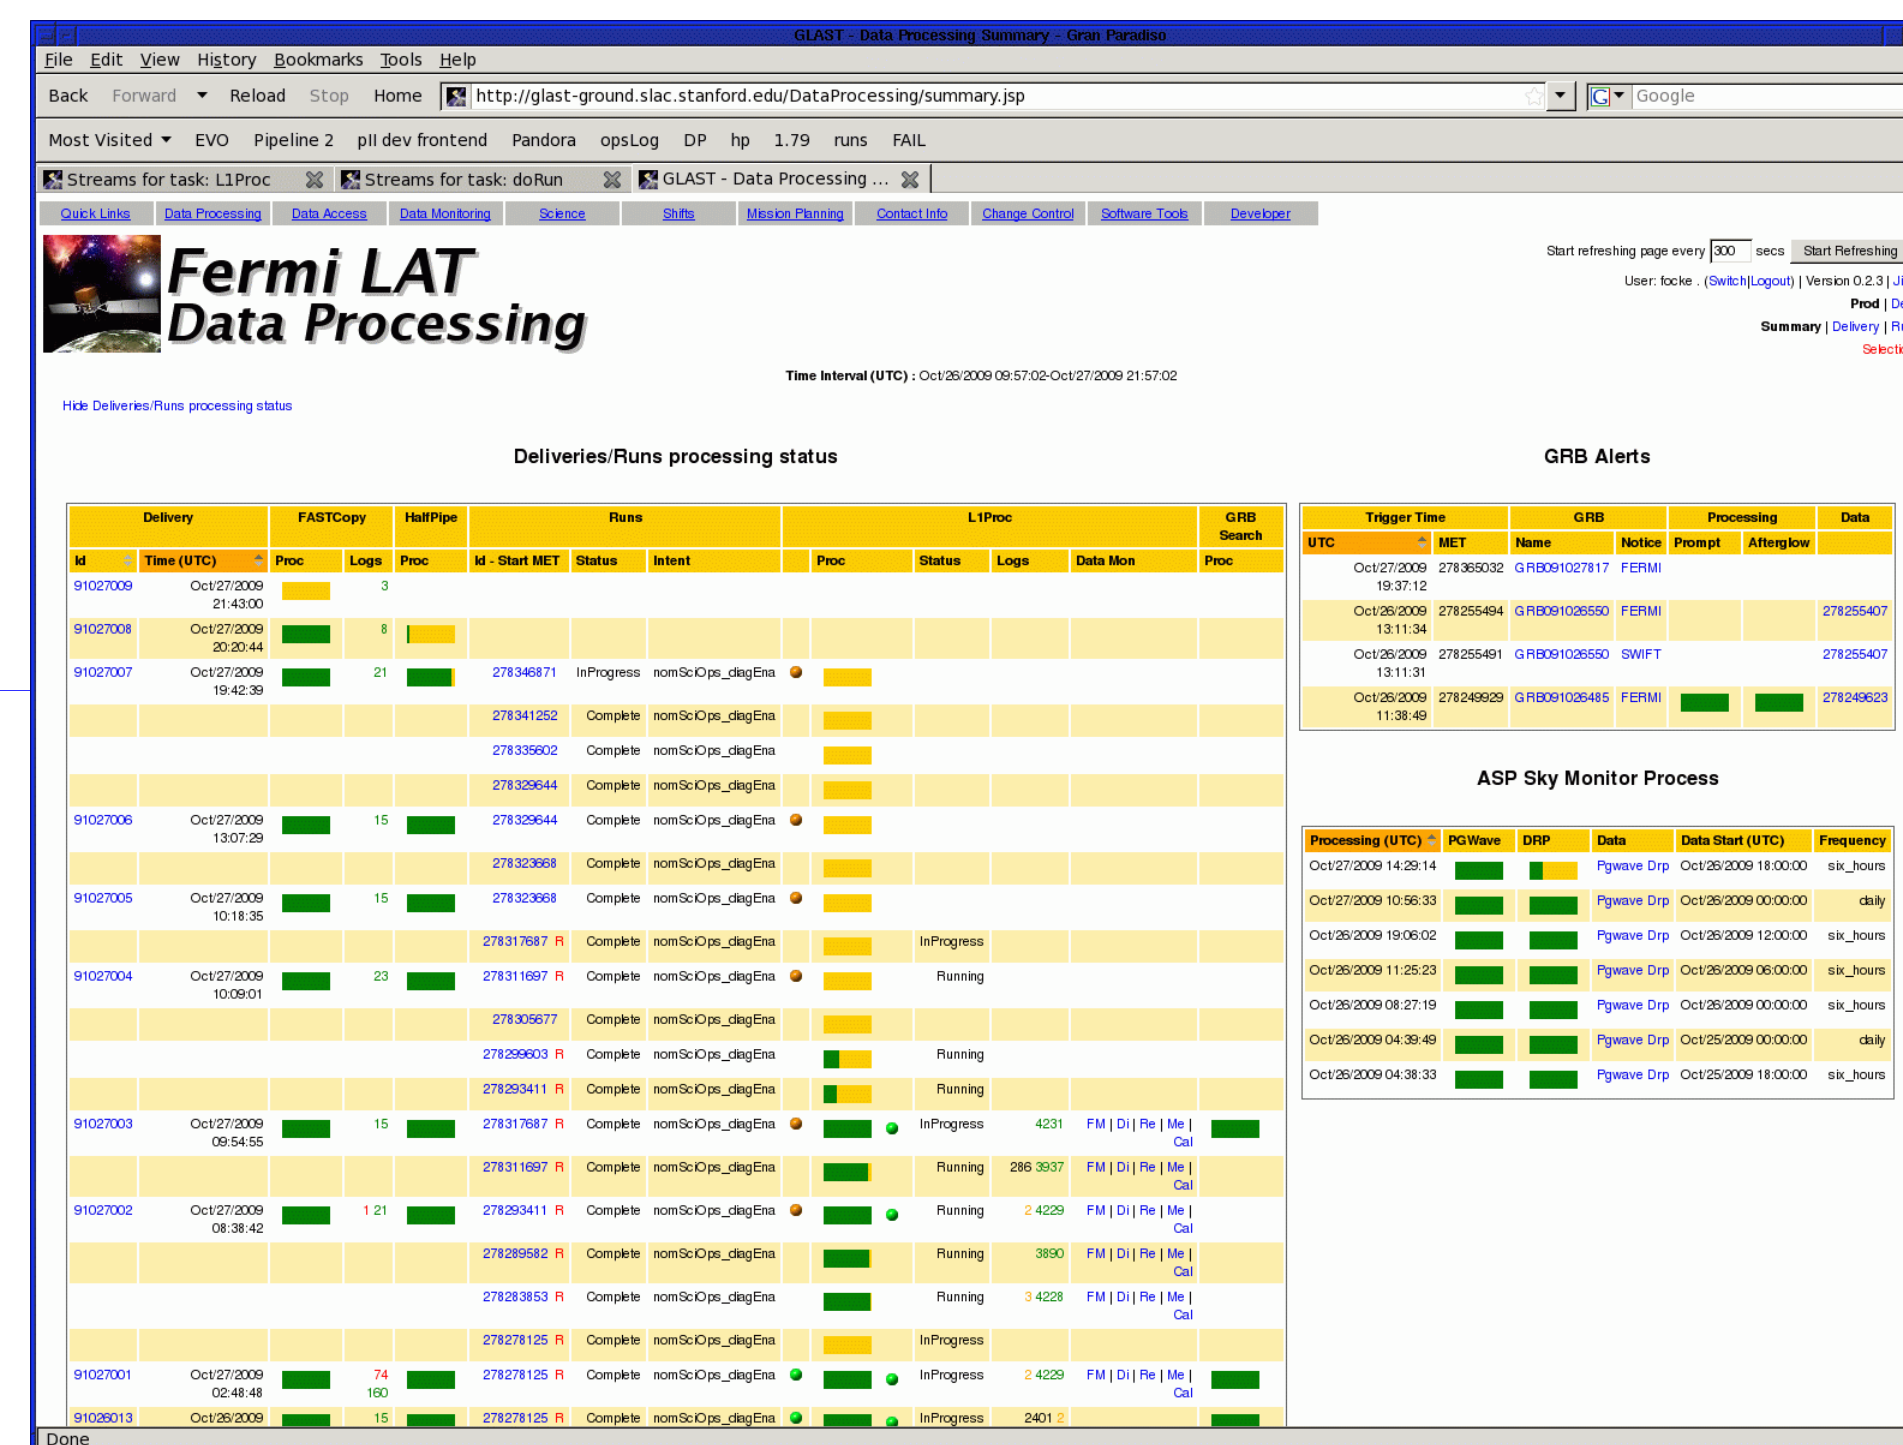 GLAST - Data Processing Summary - Gran Paradiso
File Edit View History Bookmarks Tools Help
Back Forward Reload Stop Home http://glast-ground.slac.stanford.edu/DataProcessing/summary.jsp Google
Most Visited EVO Pipeline 2 pII dev frontend Pandora opsLog DP hp 1.79 runs FAIL
Streams for task: L1Proc Streams for task: doRun GLAST - Data Processing ...
Quick Links Data Processing Data Access Data Monitoring Science Shifts Mission Planning Contact Info Change Control Software Tools Developer
Fermi LAT
Data Processing
Start refreshing page every 300 secs Start Refreshing
User: focke . (Switch|Logout) | Version 0.2.3 |
Prod |
Summary | Delivery |
Time Interval (UTC) : Oct/26/2009 09:57:02-Oct/27/2009 21:57:02
Hide Deliveries/Runs processing status
Deliveries/Runs processing status
Delivery FASTCopy HalfPipe Runs L1Proc GRB Search
Id Time (UTC) Proc Logs Proc Id - Start MET Status Intent Proc Status Logs Data Mon Proc
91027009 Oct/27/2009 3
21:43:00
91027008 Oct/27/2009 8
20:20:44
91027007 Oct/27/2009 21 278346871 InProgress nomSciOps_diagEna
19:42:39
278341252 Complete nomSciOps_diagEna
278335602 Complete nomSciOps_diagEna
278329644 Complete nomSciOps_diagEna
91027006 Oct/27/2009 15 278329644 Complete nomSciOps_diagEna
13:07:29
278323668 Complete nomSciOps_diagEna
91027005 Oct/27/2009 15 278323668 Complete nomSciOps_diagEna
10:18:35
278317687 R Complete nomSciOps_diagEna InProgress
91027004 Oct/27/2009 23 278311697 R Complete nomSciOps_diagEna Running
10:09:01
278305677 Complete nomSciOps_diagEna
278299603 R Complete nomSciOps_diagEna Running
278293411 R Complete nomSciOps_diagEna Running
91027003 Oct/27/2009 15 278317687 R Complete nomSciOps_diagEna InProgress 4231 FM | Di | Re | Me |
09:54:55 Cal
278311697 R Complete nomSciOps_diagEna Running 286 3937 FM | Di | Re | Me |
Cal
91027002 Oct/27/2009 1 21 278293411 R Complete nomSciOps_diagEna Running 2 4229 FM | Di | Re | Me |
08:38:42 Cal
278289582 R Complete nomSciOps_diagEna Running 3890 FM | Di | Re | Me |
Cal
278283853 R Complete nomSciOps_diagEna Running 3 4228 FM | Di | Re | Me |
Cal
278278125 R Complete nomSciOps_diagEna InProgress
91027001 Oct/27/2009 74 278278125 R Complete nomSciOps_diagEna InProgress 2 4229 FM | Di | Re | Me |
02:48:48 160 Cal
91026013 Oct/26/2009 15 278278125 R Complete nomSciOps_diagEna InProgress 2401 2
GRB Alerts
Trigger Time GRB Processing Data
UTC MET Name Notice Prompt Afterglow
Oct/27/2009 278365032 GRB091027817 FERMI
19:37:12
Oct/26/2009 278255494 GRB091026550 FERMI 278255407
13:11:34
Oct/26/2009 278255491 GRB091026550 SWIFT 278255407
13:11:31
Oct/26/2009 278249929 GRB091026485 FERMI 278249623
11:38:49
ASP Sky Monitor Process
Processing (UTC) PGWave DRP Data Data Start (UTC) Frequency
Oct/27/2009 14:29:14 Pgwave Drp Oct/26/2009 18:00:00 six_hours
Oct/27/2009 10:56:33 Pgwave Drp Oct/26/2009 00:00:00 daily
Oct/26/2009 19:06:02 Pgwave Drp Oct/26/2009 12:00:00 six_hours
Oct/26/2009 11:25:23 Pgwave Drp Oct/26/2009 06:00:00 six_hours
Oct/26/2009 08:27:19 Pgwave Drp Oct/26/2009 00:00:00 six_hours
Oct/26/2009 04:39:49 Pgwave Drp Oct/25/2009 00:00:00 daily
Oct/26/2009 04:38:33 Pgwave Drp Oct/25/2009 18:00:00 six_hours
Done